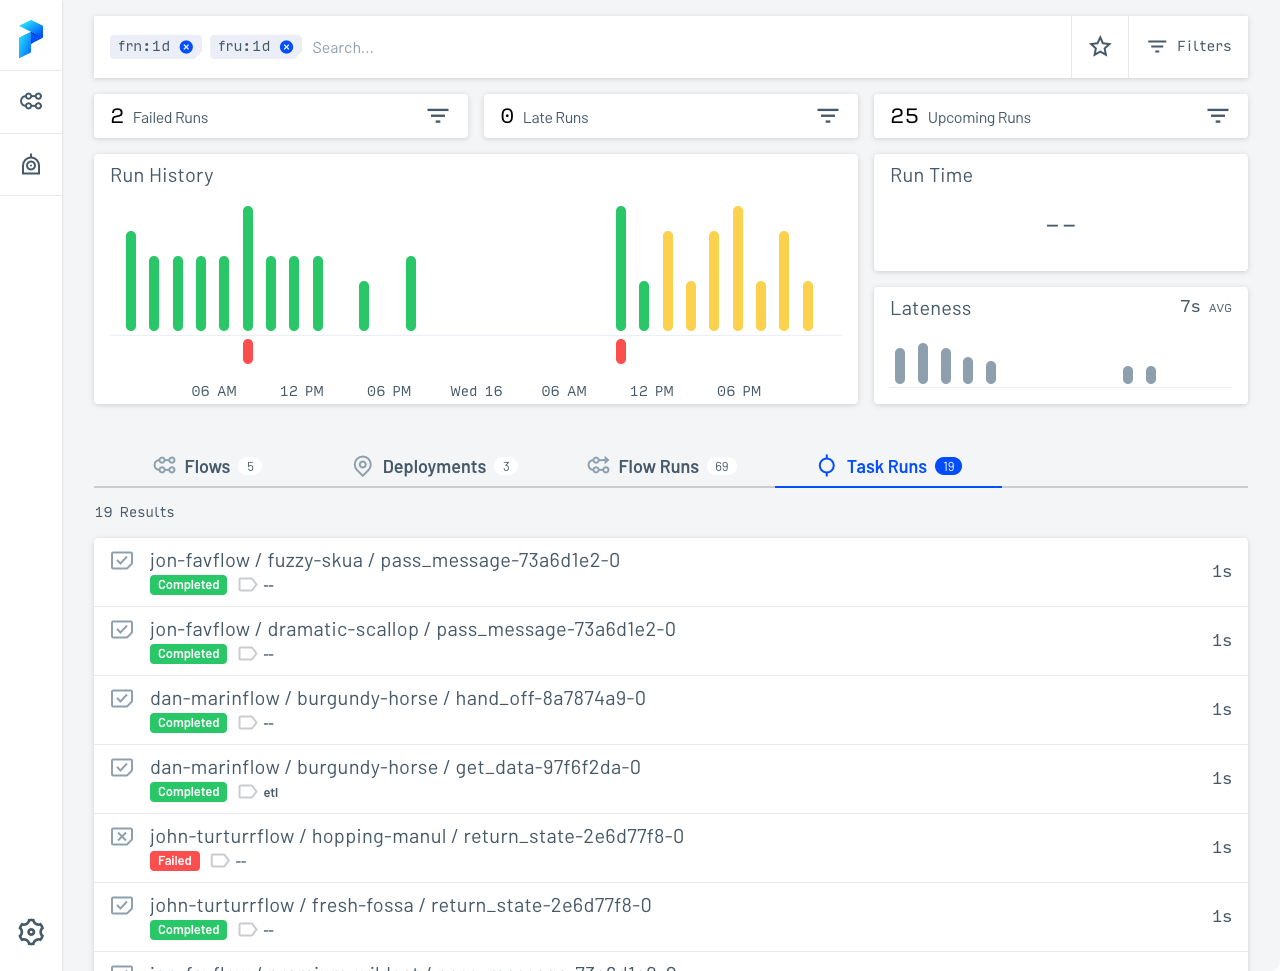 frn:1d fru:1d Search...
Filters
2 Failed Runs
0 Late Runs
25 Upcoming Runs
Run History
06 AM 12 PM 06 PM Wed 16 06 AM 12 PM 06 PM
Run Time
--
Lateness 7s AVG
Flows 5
Deployments 3
Flow Runs 69
Task Runs 19
19 Results
jon-favflow / fuzzy-skua / pass_message-73a6d1e2-0
Completed --
1s
jon-favflow / dramatic-scallop / pass_message-73a6d1e2-0
Completed --
1s
dan-marinflow / burgundy-horse / hand_off-8a7874a9-0
Completed --
1s
dan-marinflow / burgundy-horse / get_data-97f6f2da-0
Completed etl
1s
john-turturrflow / hopping-manul / return_state-2e6d77f8-0
Failed --
1s
john-turturrflow / fresh-fossa / return_state-2e6d77f8-0
Completed --
1s